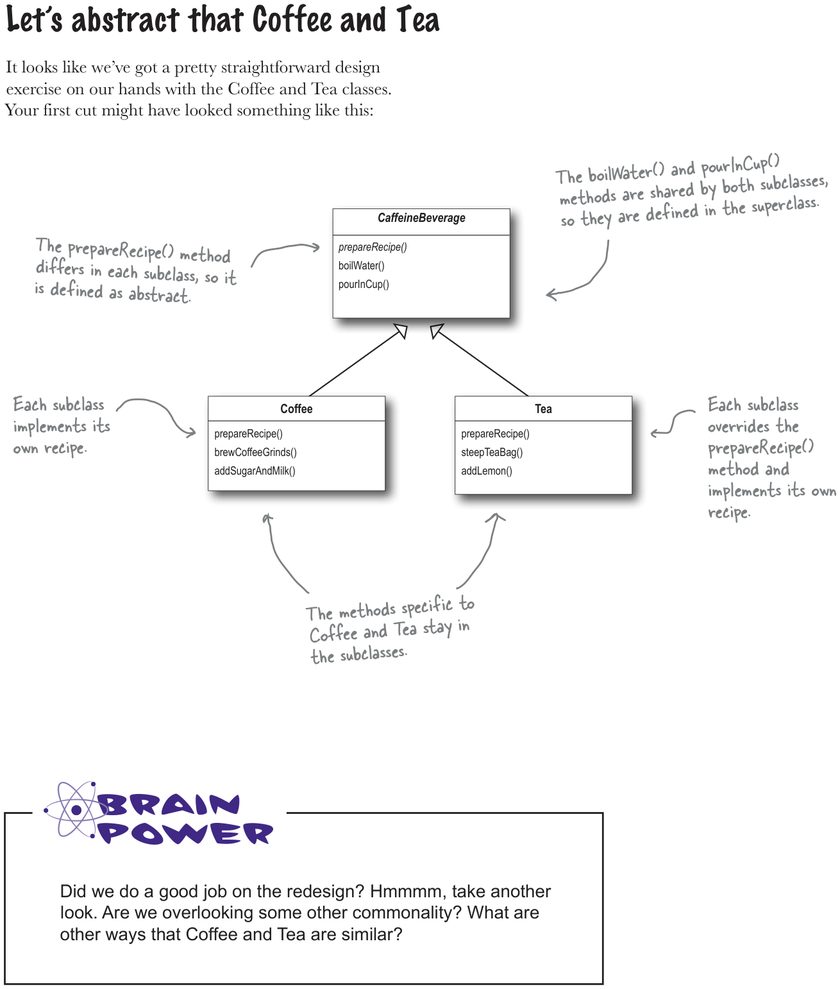 Let's abstract that Coffee and Tea
It looks like we've got a pretty straightforward design
exercise on our hands with the Coffee and Tea classes.
Your first cut might have looked something like this:
The boilWater() and pourInCup()
methods are shared by both subclasses,
so they are defined in the superclass.
CaffeineBeverage
prepareRecipe()
boilWater()
pourInCup()
The prepareRecipe() method
differs in each subclass, so it
is defined as abstract.
Each subclass
implements its
own recipe.
Coffee
prepareRecipe()
brewCoffeeGrinds()
addSugarAndMilk()
Tea
prepareRecipe()
steepTeaBag()
addLemon()
Each subclass
overrides the
prepareRecipe()
method and
implements its own
recipe.
The methods specific to
Coffee and Tea stay in
the subclasses.
BRAIN
POWER
Did we do a good job on the redesign? Hmmmm, take another
look. Are we overlooking some other commonality? What are
other ways that Coffee and Tea are similar?